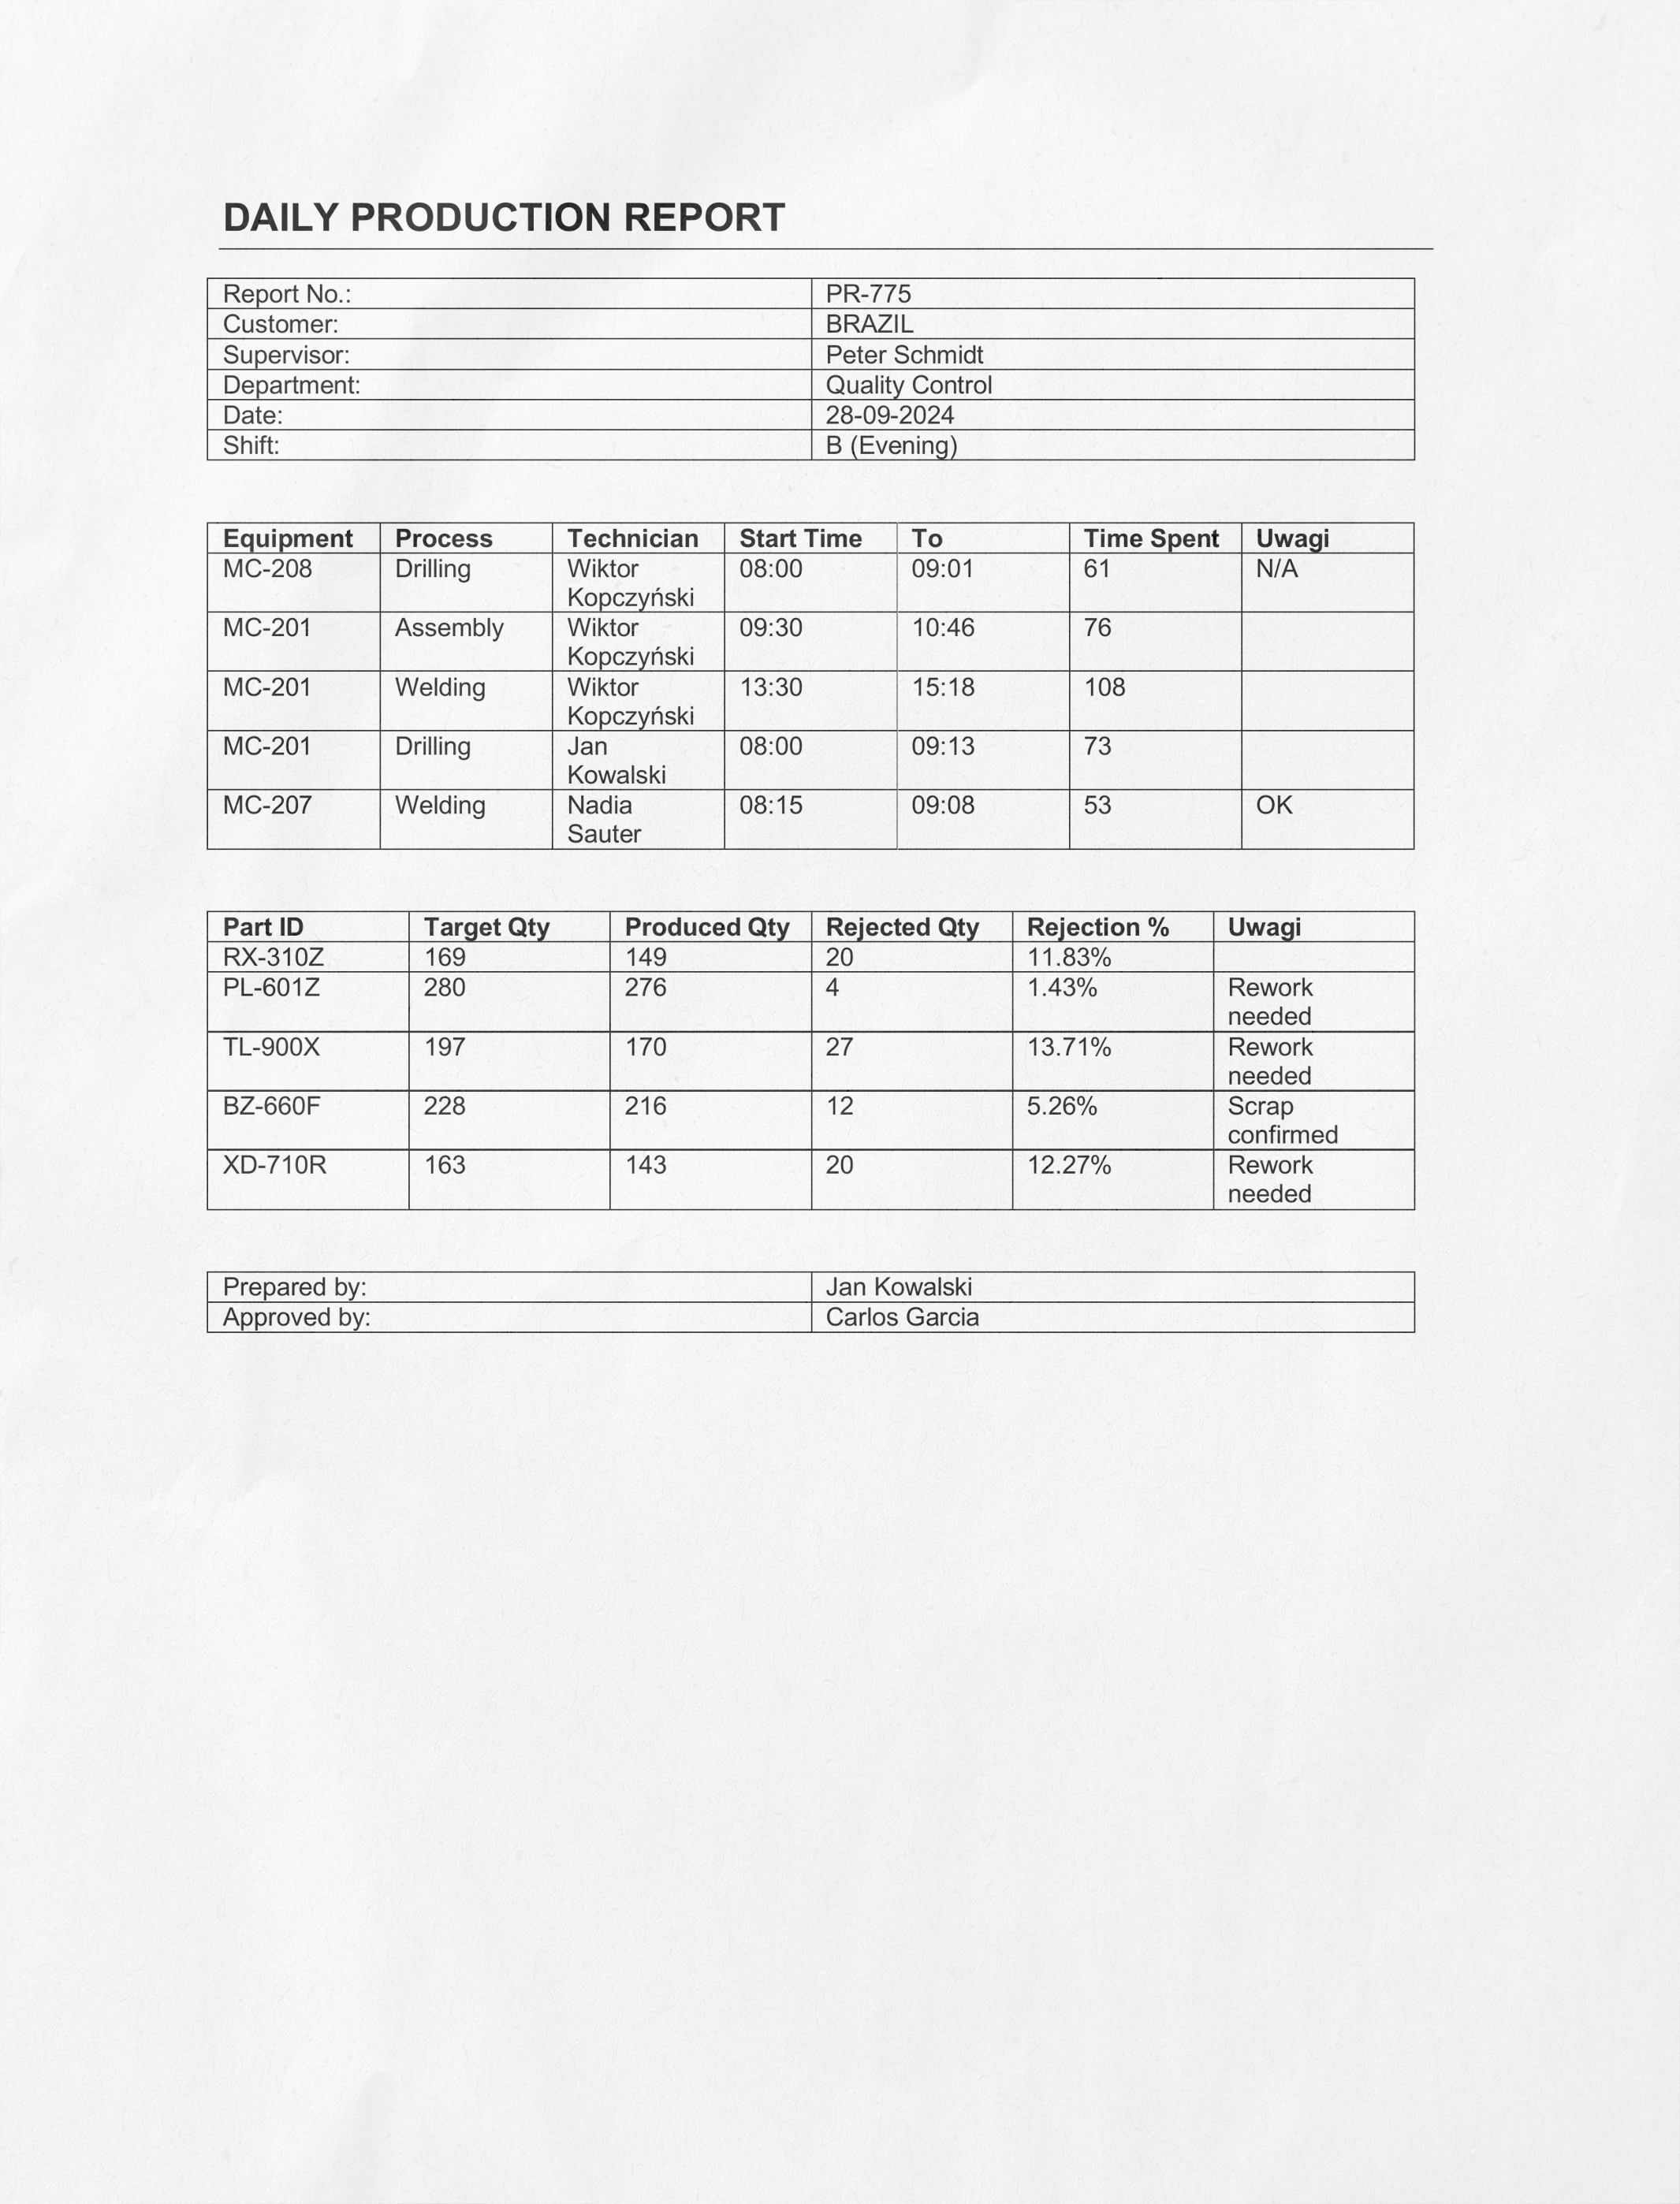 DAILY PRODUCTION REPORT
Report No.: PR-775
Customer: BRAZIL
Supervisor: Peter Schmidt
Department: Quality Control
Date: 28-09-2024
Shift: B (Evening)
Equipment Process Technician Start Time To Time Spent Uwagi
MC-208 Drilling Wiktor 08:00 09:01 61 N/A
Kopczyński
MC-201 Assembly Wiktor 09:30 10:46 76
Kopczyński
MC-201 Welding Wiktor 13:30 15:18 108
Kopczyński
MC-201 Drilling Jan 08:00 09:13 73
Kowalski
MC-207 Welding Nadia 08:15 09:08 53 OK
Sauter
Part ID Target Qty Produced Qty Rejected Qty Rejection % Uwagi
RX-310Z 169 149 20 11.83%
PL-601Z 280 276 4 1.43% Rework
needed
TL-900X 197 170 27 13.71% Rework
needed
BZ-660F 228 216 12 5.26% Scrap
confirmed
XD-710R 163 143 20 12.27% Rework
needed
Prepared by: Jan Kowalski
Approved by: Carlos Garcia